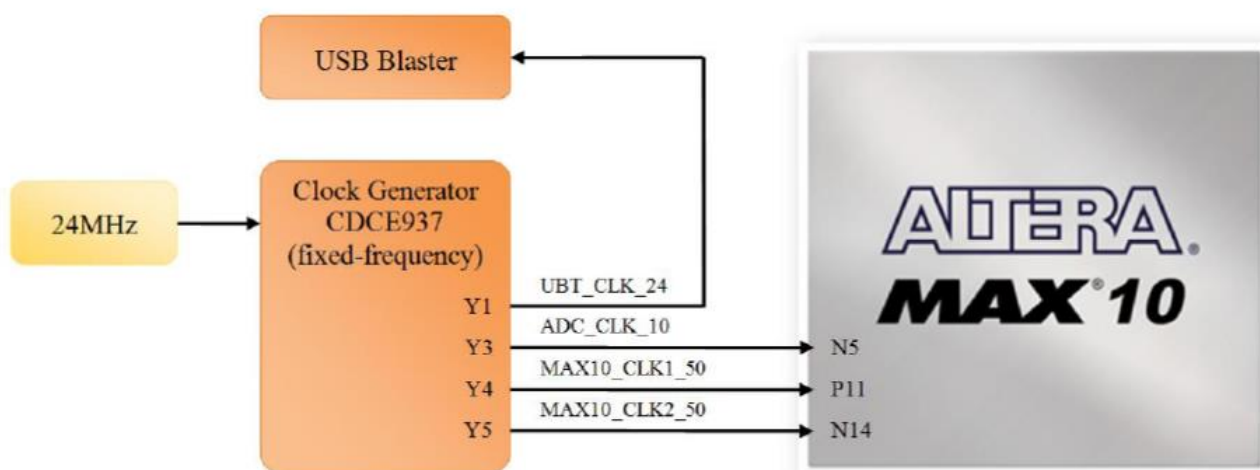 USB Blaster
24MHz
Clock Generator
CDCE937
(fixed-frequency)
Y1
UBT_CLK_24
Y3
ADC_CLK_10
N5
Y4
MAX10_CLK1_50
P11
Y5
MAX10_CLK2_50
N14
ALTERA®
MAX®10